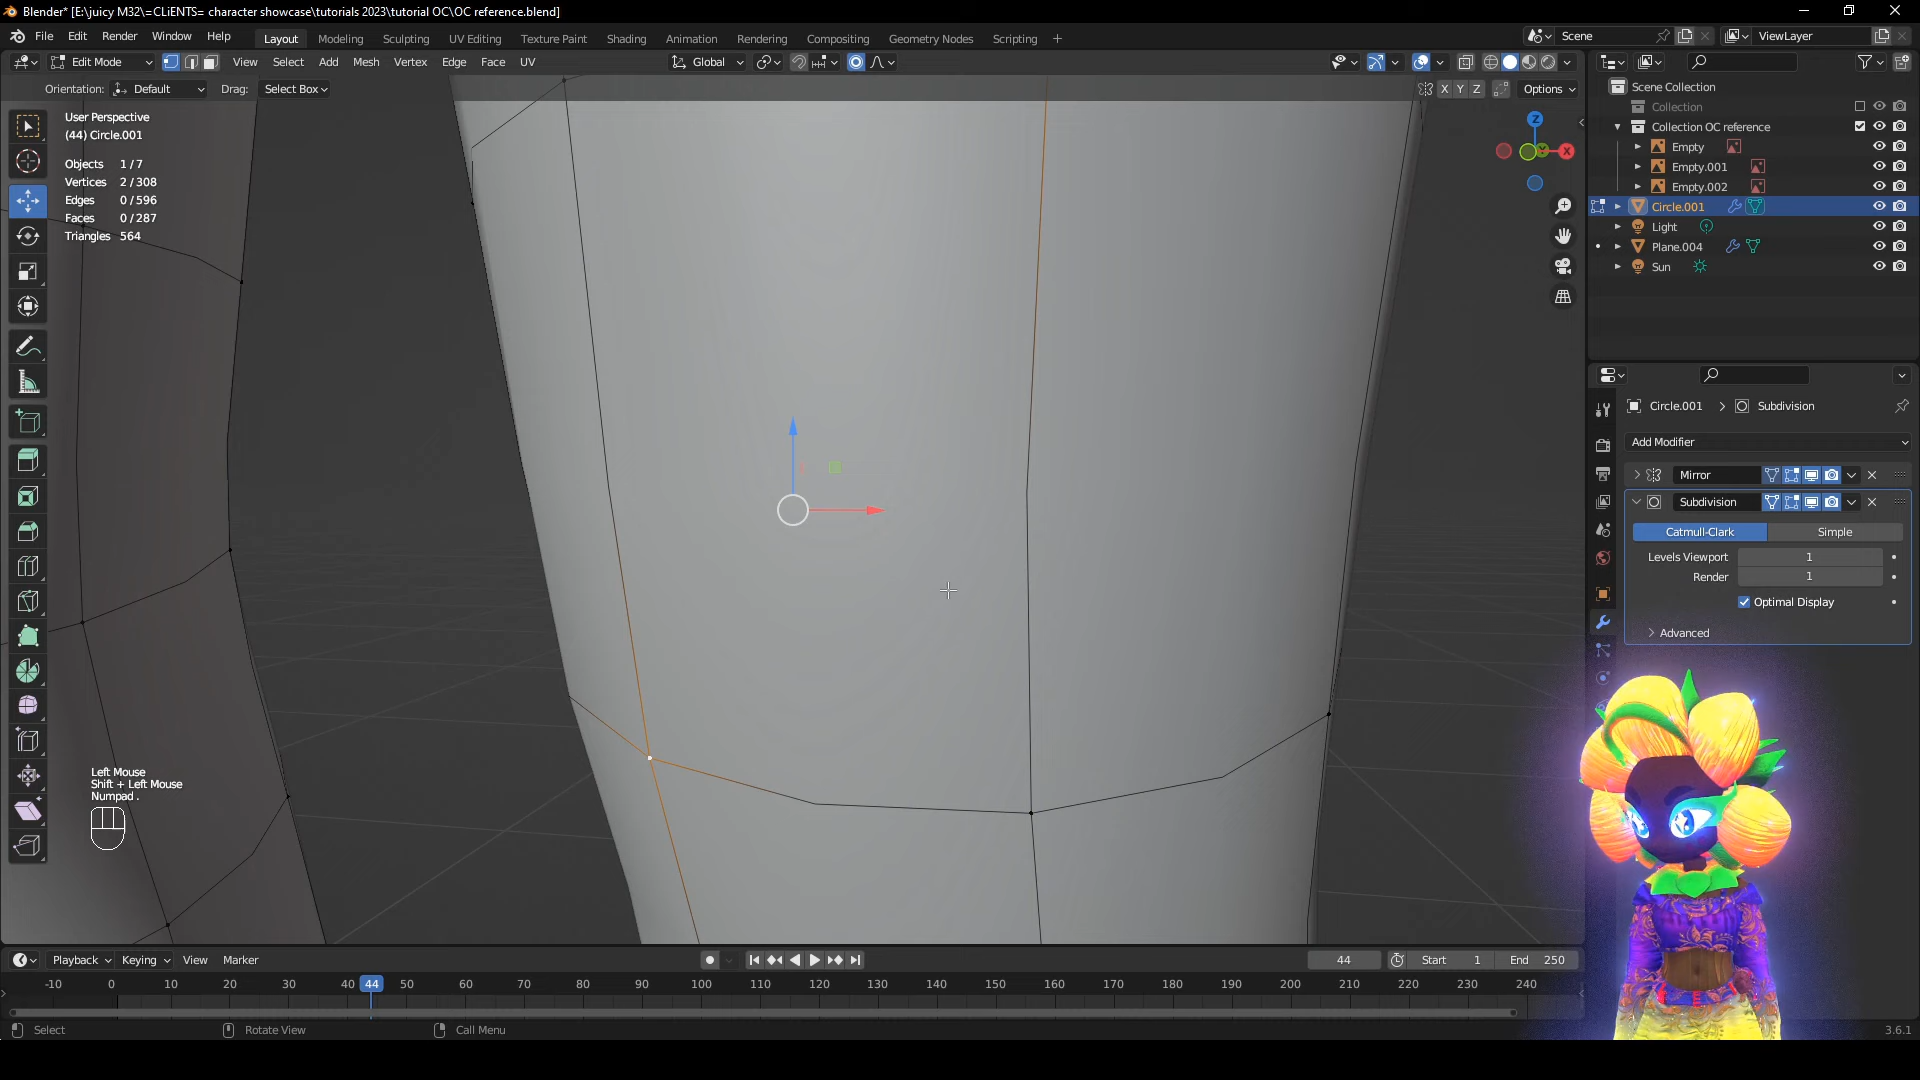 Blender* [E:\juicy M32\=CLiENTS= character showcase\tutorials 2023\tutorial OC\OC reference.blend]
File Edit Render Window Help
Layout Modeling Sculpting UV Editing Texture Paint Shading Animation Rendering Compositing Geometry Nodes Scripting +
Scene
ViewLayer
Edit Mode
View Select Add Mesh Vertex Edge Face UV
Global
Orientation: Default Drag: Select Box
X Y Z Options
User Perspective
(44) Circle.001
Objects 1/7
Vertices 2/308
Edges 0/596
Faces 0/287
Triangles 564
Z
X
Scene Collection
Collection
Collection OC reference
Empty
Empty.001
Empty.002
Circle.001
Light
Plane.004
Sun
Circle.001 > Subdivision
Add Modifier
Mirror
Subdivision
Catmull-Clark Simple
Levels Viewport 1
Render 1
Optimal Display
Advanced
Left Mouse
Shift + Left Mouse
Numpad .
Playback Keying View Marker
44 Start 1 End 250
-10 0 10 20 30 40 44 50 60 70 80 90 100 110 120 130 140 150 160 170 180 190 200 210 220 230 240
Select Rotate View Call Menu
3.6.1